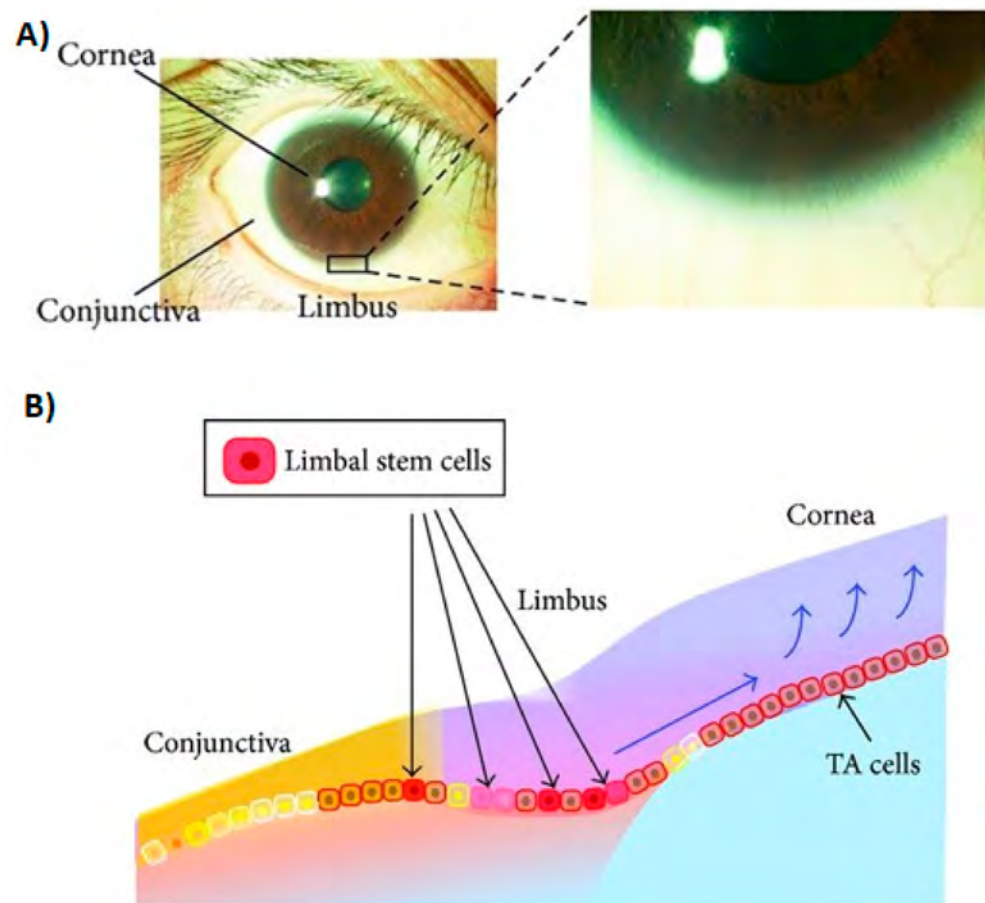 A)
Cornea
Conjunctiva
Limbus
B)
Limbal stem cells
Cornea
Limbus
Conjunctiva
TA cells